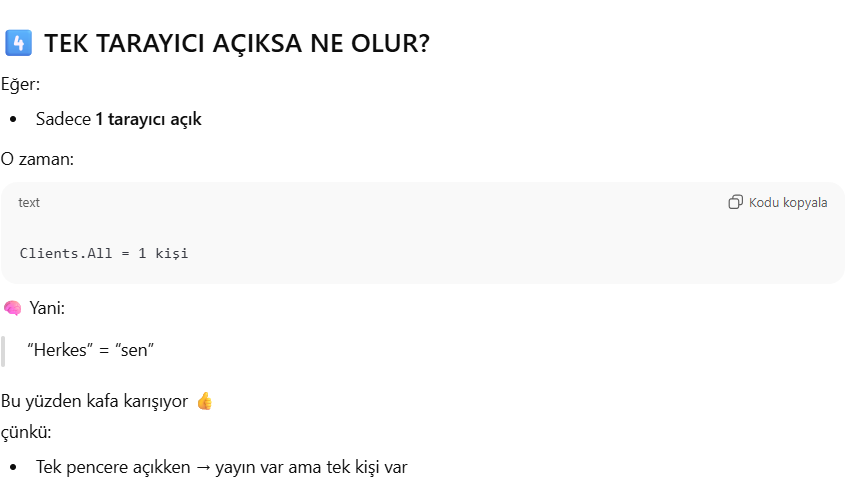 4️⃣ TEK TARAYICI AÇIKSA NE OLUR?
Eğer:
• Sadece 1 tarayıcı açık
O zaman:
text
Kodu kopyala
Clients.All = 1 kişi
🧠 Yani:
“Herkes” = “sen”
Bu yüzden kafa karışıyor 👍
çünkü:
• Tek pencere açıkken → yayın var ama tek kişi var